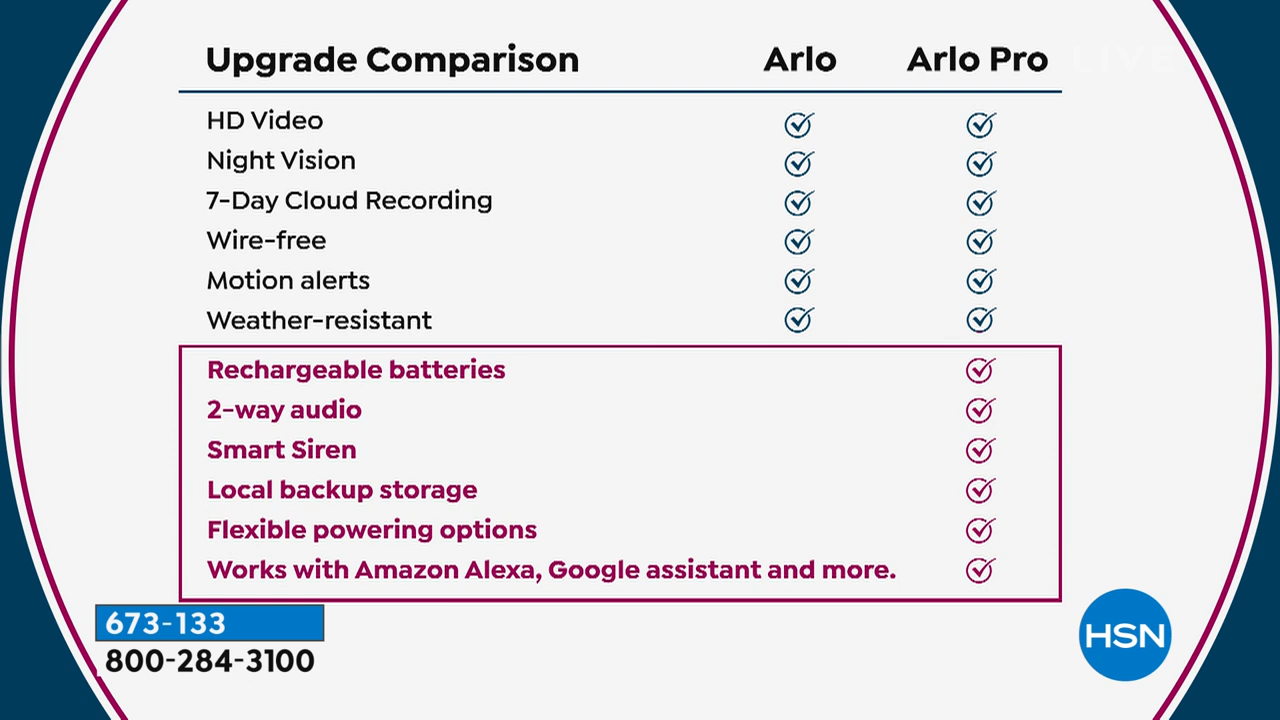 Upgrade Comparison Arlo Arlo Pro LIVE
HD Video
Night Vision
7-Day Cloud Recording
Wire-free
Motion alerts
Weather-resistant
Rechargeable batteries
2-way audio
Smart Siren
Local backup storage
Flexible powering options
Works with Amazon Alexa, Google assistant and more.
673-133
800-284-3100
HSN